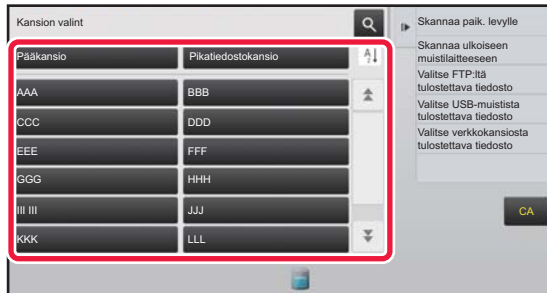 Kansion valint
Pääkansio
Pikatiedostokansio
AAA
BBB
CCC
DDD
EEE
FFF
GGG
HHH
III III
JJJ
KKK
LLL
Skannaa paik. levylle
Skannaa ulkoiseen
muistilaitteeseen
Valitse FTP:ltä
tulostettava tiedosto
Valitse USB-muistista
tulostettava tiedosto
Valitse verkkokansiosta
tulostettava tiedosto
CA